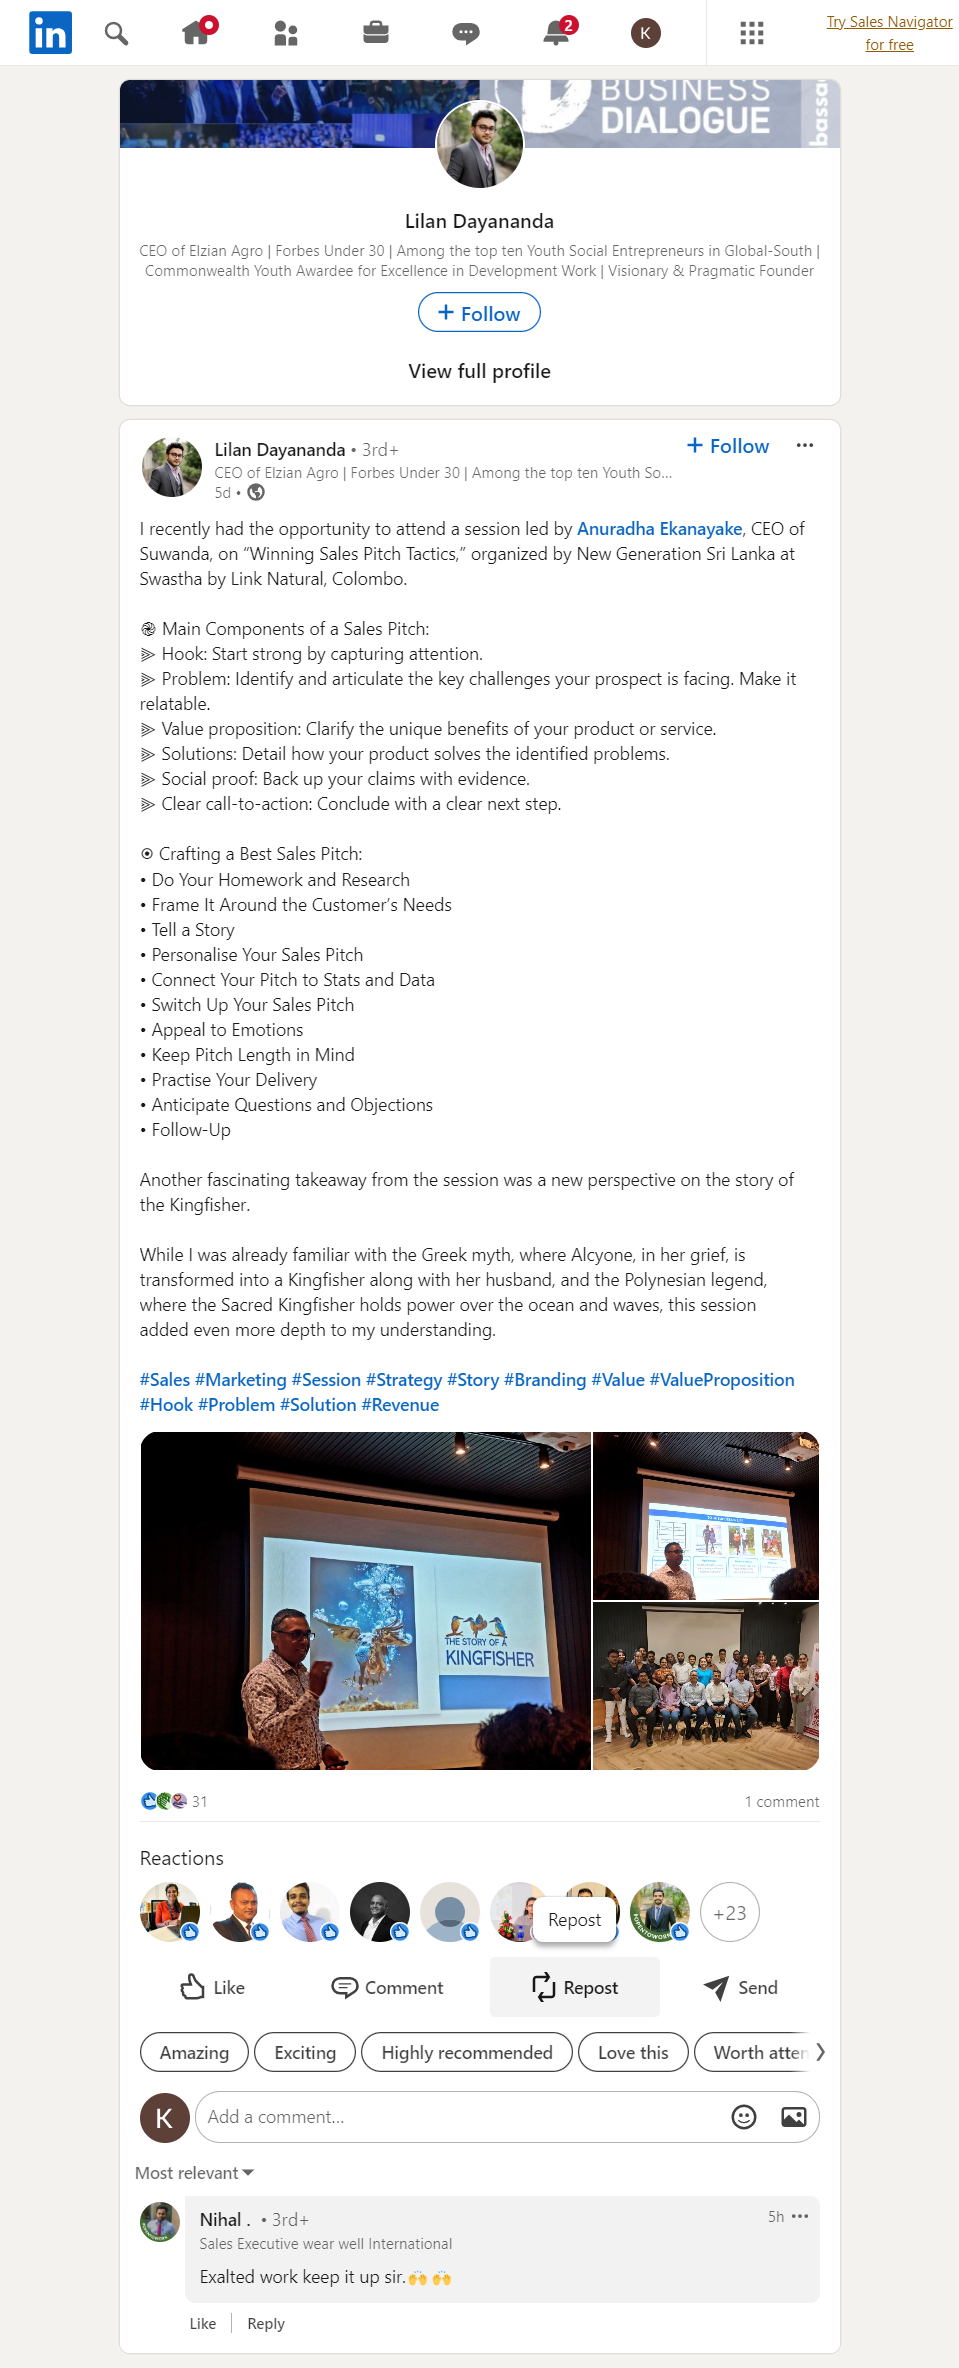 in
2
K
Try Sales Navigator
for free
BUSINESS
DIALOGUE
bassa
Lilan Dayananda
CEO of Elzian Agro | Forbes Under 30 | Among the top ten Youth Social Entrepreneurs in Global-South |
Commonwealth Youth Awardee for Excellence in Development Work | Visionary & Pragmatic Founder
+ Follow
View full profile
Lilan Dayananda • 3rd+
+ Follow
CEO of Elzian Agro | Forbes Under 30 | Among the top ten Youth So...
5d •
I recently had the opportunity to attend a session led by Anuradha Ekanayake, CEO of
Suwanda, on “Winning Sales Pitch Tactics,” organized by New Generation Sri Lanka at
Swastha by Link Natural, Colombo.
֎ Main Components of a Sales Pitch:
⫸ Hook: Start strong by capturing attention.
⫸ Problem: Identify and articulate the key challenges your prospect is facing. Make it
relatable.
⫸ Value proposition: Clarify the unique benefits of your product or service.
⫸ Solutions: Detail how your product solves the identified problems.
⫸ Social proof: Back up your claims with evidence.
⫸ Clear call-to-action: Conclude with a clear next step.
⦿ Crafting a Best Sales Pitch:
• Do Your Homework and Research
• Frame It Around the Customer’s Needs
• Tell a Story
• Personalise Your Sales Pitch
• Connect Your Pitch to Stats and Data
• Switch Up Your Sales Pitch
• Appeal to Emotions
• Keep Pitch Length in Mind
• Practise Your Delivery
• Anticipate Questions and Objections
• Follow-Up
Another fascinating takeaway from the session was a new perspective on the story of
the Kingfisher.
While I was already familiar with the Greek myth, where Alcyone, in her grief, is
transformed into a Kingfisher along with her husband, and the Polynesian legend,
where the Sacred Kingfisher holds power over the ocean and waves, this session
added even more depth to my understanding.
#Sales #Marketing #Session #Strategy #Story #Branding #Value #ValueProposition
#Hook #Problem #Solution #Revenue
THE STORY OF A
KINGFISHER
31
1 comment
Reactions
+23
Repost
Like
Comment
Repost
Send
Amazing
Exciting
Highly recommended
Love this
Worth atten
K
Add a comment...
Most relevant
Nihal . • 3rd+
5h
Sales Executive wear well International
Exalted work keep it up sir.🙌 🙌
Like
Reply